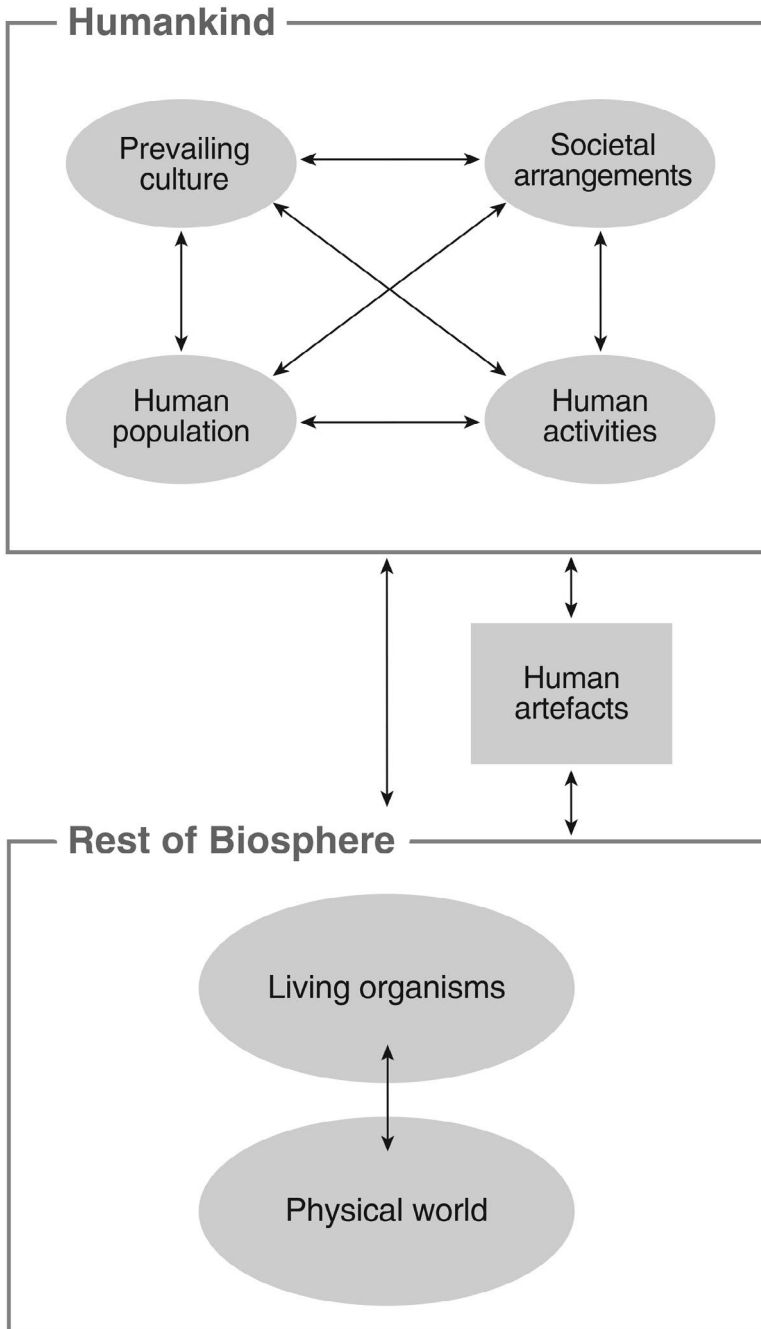 Humankind
Prevailing
culture
Societal
arrangements
Human
population
Human
activities
Human
artefacts
Rest of Biosphere
Living organisms
Physical world